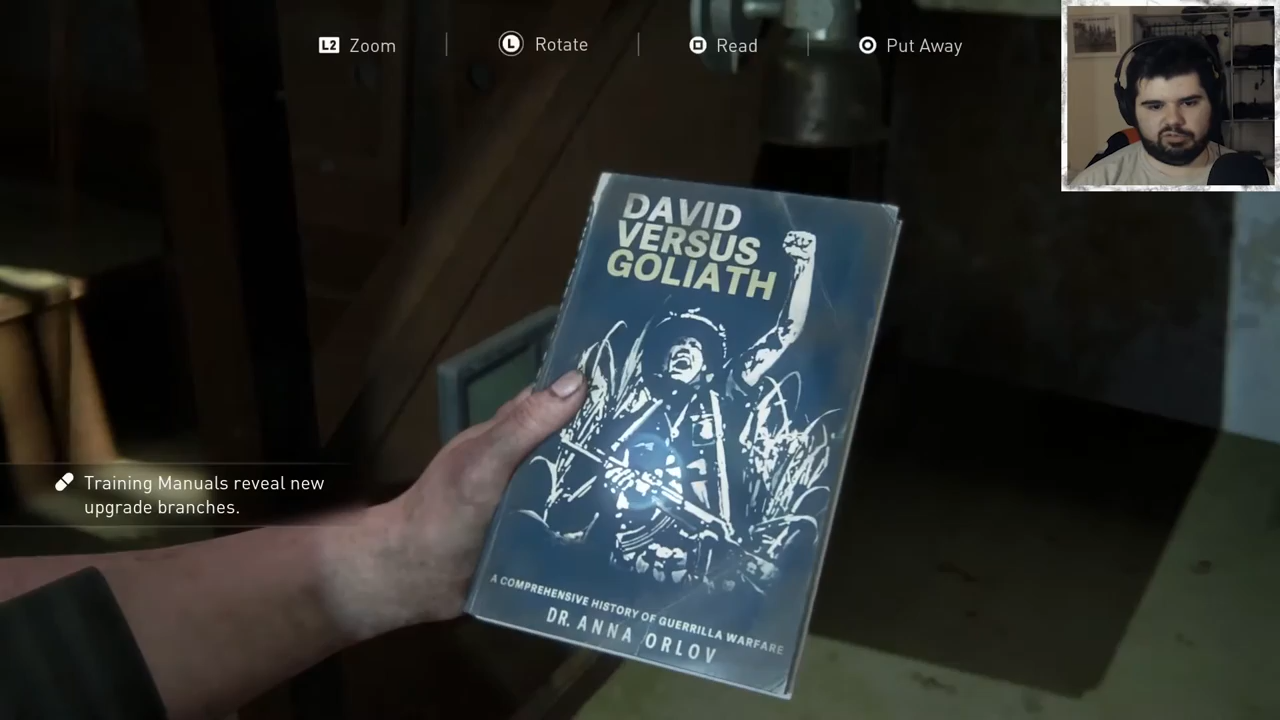 L2 Zoom | L Rotate | Read | Put Away
DAVID
VERSUS
GOLIATH
Training Manuals reveal new
upgrade branches.
A COMPREHENSIVE HISTORY OF GUERRILLA WARFARE
DR. ANNA ORLOV